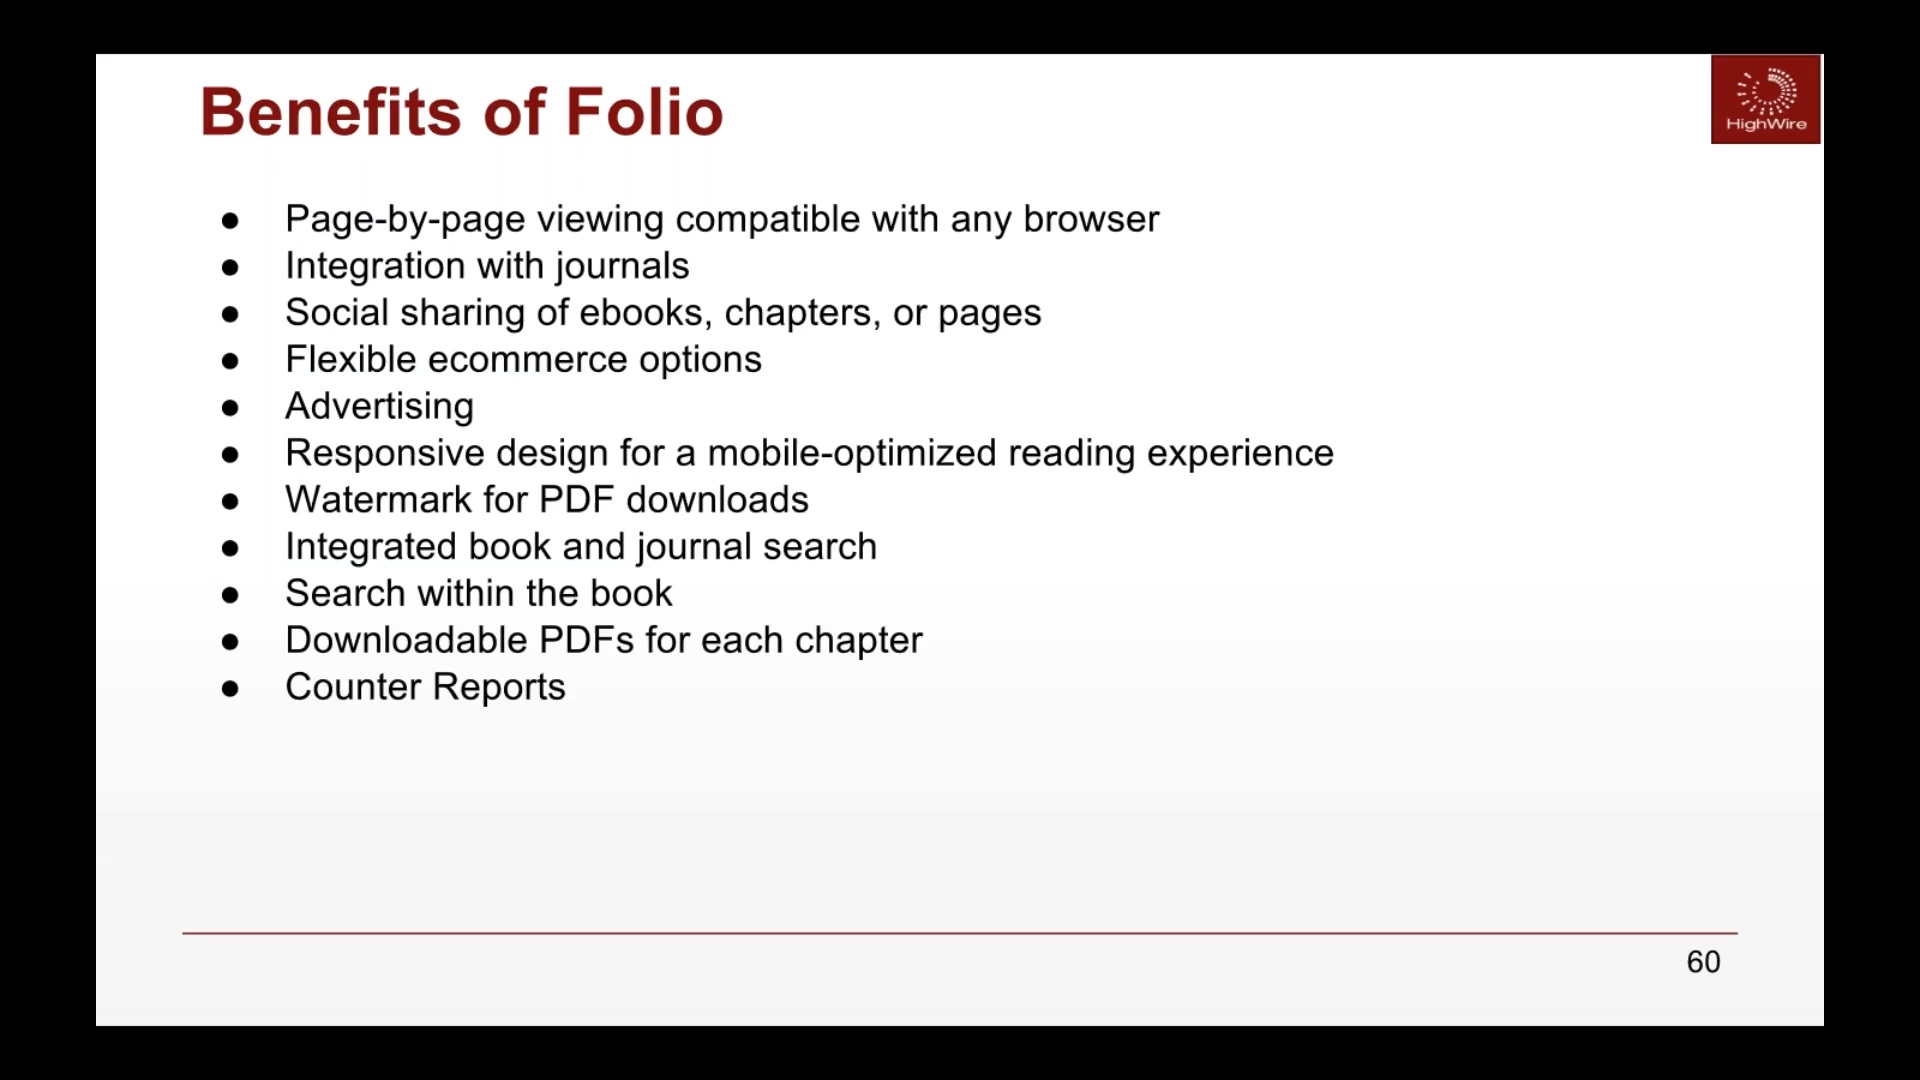 Benefits of Folio
HighWire
● Page-by-page viewing compatible with any browser
● Integration with journals
● Social sharing of ebooks, chapters, or pages
● Flexible ecommerce options
● Advertising
● Responsive design for a mobile-optimized reading experience
● Watermark for PDF downloads
● Integrated book and journal search
● Search within the book
● Downloadable PDFs for each chapter
● Counter Reports
60